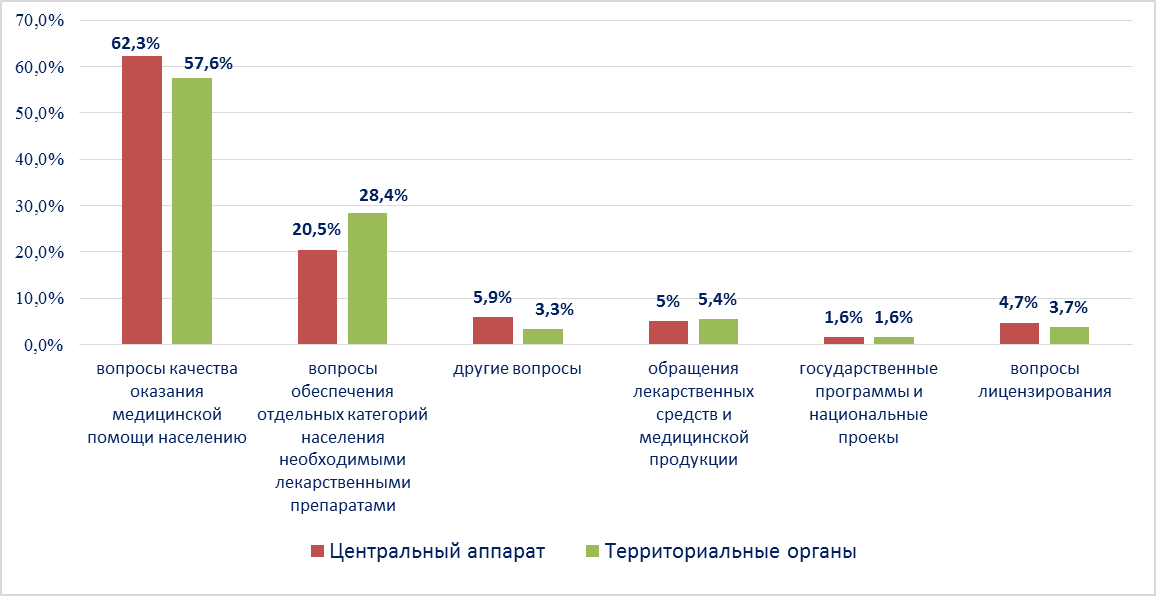 70,0%
60,0%
50,0%
40,0%
30,0%
20,0%
10,0%
0,0%
62,3%
57,6%
20,5%
28,4%
5,9%
3,3%
5%
5,4%
1,6%
1,6%
4,7%
3,7%
вопросы качества
оказания
медицинской
помощи населению
вопросы
обеспечения
отдельных категорий
населения
необходимыми
лекарственными
препаратами
другие вопросы
обращения
лекарственных
средств и
медицинской
продукции
государственные
программы и
национальные
проекы
вопросы
лицензирования
Центральный аппарат
Территориальные органы